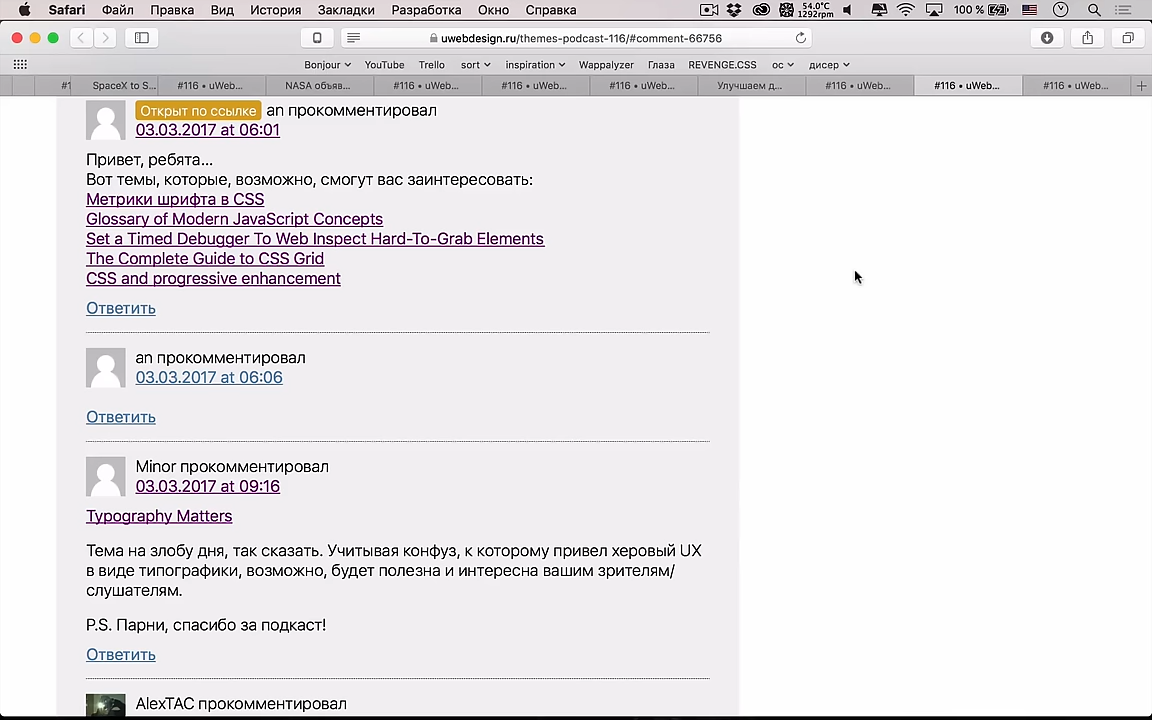 Safari Файл Правка Вид История Закладки Разработка Окно Справка 54.0°C 1292rpm 100 %
uwebdesign.ru/themes-podcast-116/#comment-66756
Bonjour YouTube Trello sort inspiration Wappalyzer Глаза REVENGE.CSS ос дисер
#1 SpaceX to S... #116 • uWeb... NASA объяв... #116 • uWeb... #116 • uWeb... #116 • uWeb... Улучшаем д... #116 • uWeb... #116 • uWeb... #116 • uWeb...
Открыт по ссылке an прокомментировал
03.03.2017 at 06:01
Привет, ребята...
Вот темы, которые, возможно, смогут вас заинтересовать:
Метрики шрифта в CSS
Glossary of Modern JavaScript Concepts
Set a Timed Debugger To Web Inspect Hard-To-Grab Elements
The Complete Guide to CSS Grid
CSS and progressive enhancement
Ответить
an прокомментировал
03.03.2017 at 06:06
Ответить
Minor прокомментировал
03.03.2017 at 09:16
Typography Matters
Тема на злобу дня, так сказать. Учитывая конфуз, к которому привел херовый UX
в виде типографики, возможно, будет полезна и интересна вашим зрителям/
слушателям.
P.S. Парни, спасибо за подкаст!
Ответить
AlexTAC прокомментировал